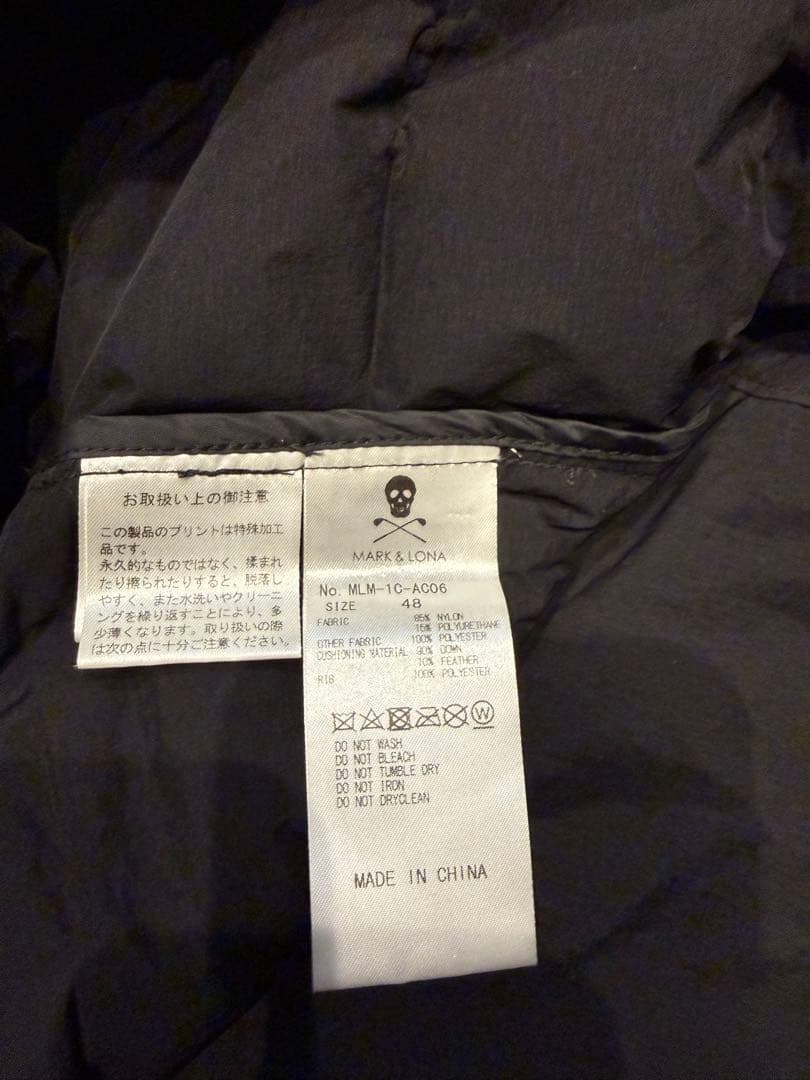 お取扱い上の御注意
この製品のプリントは特殊加工
品です。
永久的なものではなく、揉まれ
たり擦られたりすると、脱落し
やすく、また水洗いやクリーニ
ングを繰り返すことにより、多
少薄くなります。取り扱いの際
は次の点に十分ご注意ください。
MARK & LONA
No. MLM-1C-AC06
SIZE 48
FABRIC 85% NYLON
15% POLYURETHANE
OTHER FABRIC 100% POLYESTER
CUSHIONING MATERIAL 90% DOWN
10% FEATHER
RIB 100% POLYESTER
W
DO NOT WASH
DO NOT BLEACH
DO NOT TUMBLE DRY
DO NOT IRON
DO NOT DRYCLEAN
MADE IN CHINA